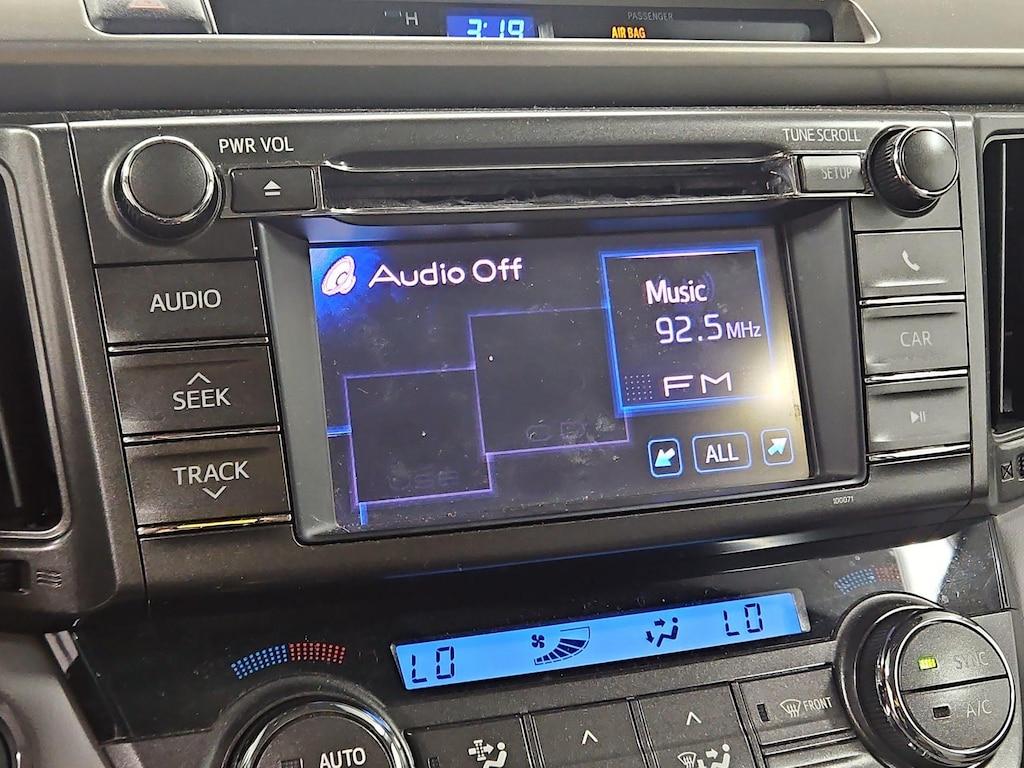 H
3:19
PASSENGER
AIR BAG
PWR VOL
TUNE SCROLL
SETUP
Audio Off
AUDIO
Music
92.5 MHz
CAR
SEEK
FM
TRACK
ALL
100071
LO
LO
SYNC
FRONT
A/C
AUTO